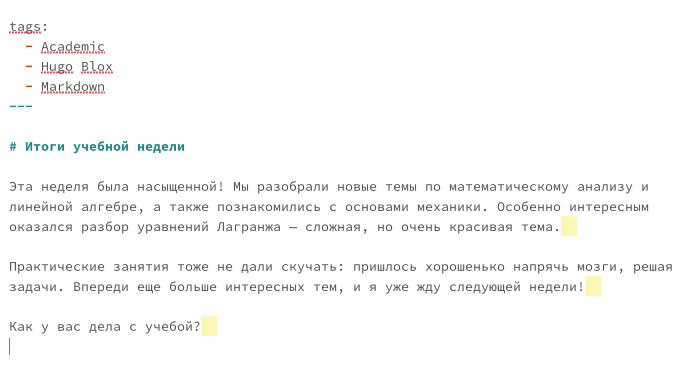 tags:
  - Academic
  - Hugo Blox
  - Markdown
---
# Итоги учебной недели
Эта неделя была насыщенной! Мы разобрали новые темы по математическому анализу и
линейной алгебре, а также познакомились с основами механики. Особенно интересным
оказался разбор уравнений Лагранжа — сложная, но очень красивая тема.
Практические занятия тоже не дали скучать: пришлось хорошенько напрячь мозги, решая
задачи. Впереди еще больше интересных тем, и я уже жду следующей недели!
Как у вас дела с учебой?